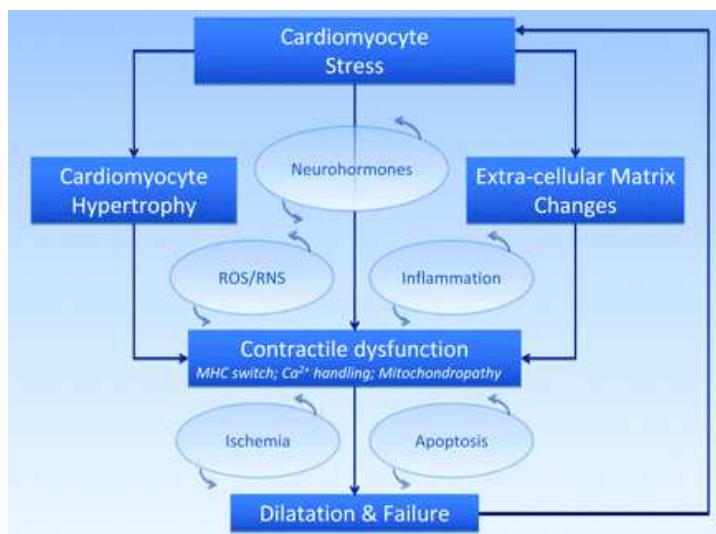 Cardiomyocyte
Stress
Neurohormones
Cardiomyocyte
Hypertrophy
Extra-cellular Matrix
Changes
ROS/RNS
Inflammation
Contractile dysfunction
MHC switch; Ca²⁺ handling; Mitochondropathy
Ischemia
Apoptosis
Dilatation & Failure